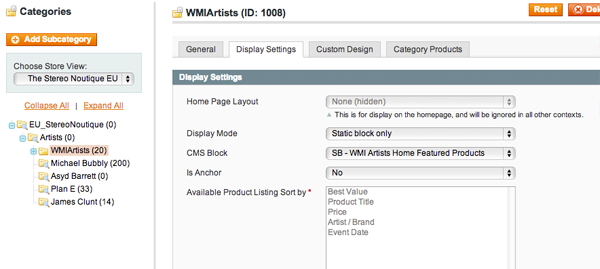 Categories
Add Subcategory
Choose Store View:
The Stereo Noutique EU
Collapse All | Expand All
EU_StereoNoutique (0)
Artists (0)
WMIArtists (20)
Michael Bubbly (200)
Asyd Barrett (0)
Plan E (33)
James Clunt (14)
WMIArtists (ID: 1008)
Reset
General
Display Settings
Custom Design
Category Products
Display Settings
Home Page Layout
None (hidden)
This is for display on the homepage, and will be ignored in all other contexts.
Display Mode
Static block only
CMS Block
SB - WMI Artists Home Featured Products
Is Anchor
No
Available Product Listing Sort by *
Best Value
Product Title
Price
Artist / Brand
Event Date